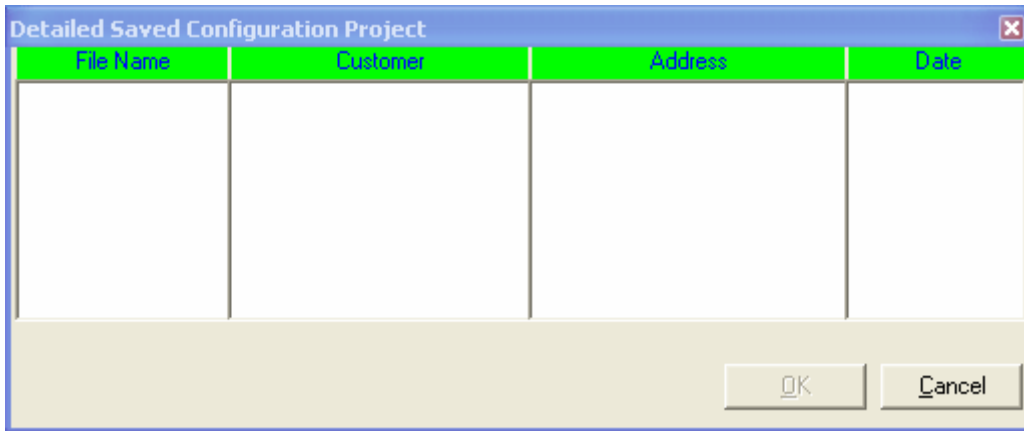 Detailed Saved Configuration Project
File Name Customer Address Date
OK Cancel